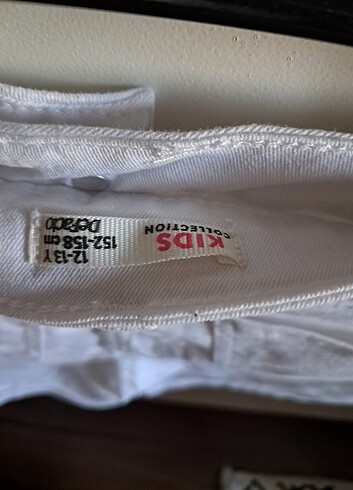 KIDS
COLLECTION
12-13 Y
152-158 cm
DeFacto